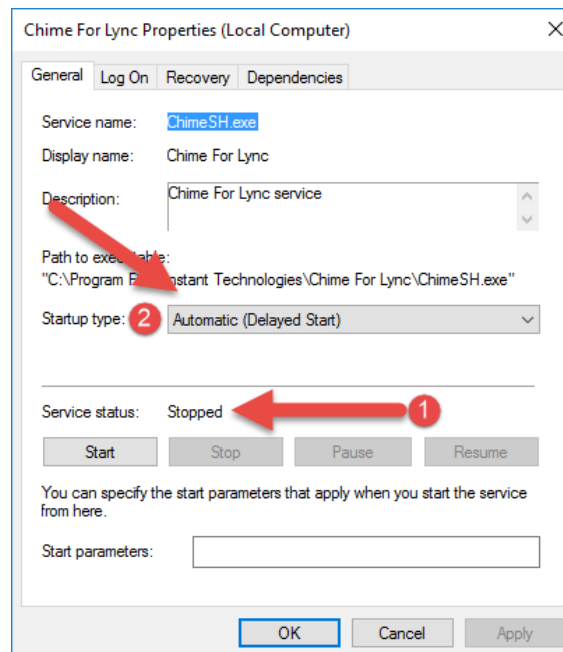 Chime For Lync Properties (Local Computer)
General Log On Recovery Dependencies
Service name: ChimeSH.exe
Display name: Chime For Lync
Description: Chime For Lync service
Path to executable:
"C:\Program F Instant Technologies\Chime For Lync\ChimeSH.exe"
Startup type: 2 Automatic (Delayed Start)
Service status: Stopped 1
Start Stop Pause Resume
You can specify the start parameters that apply when you start the service
from here.
Start parameters:
OK Cancel Apply